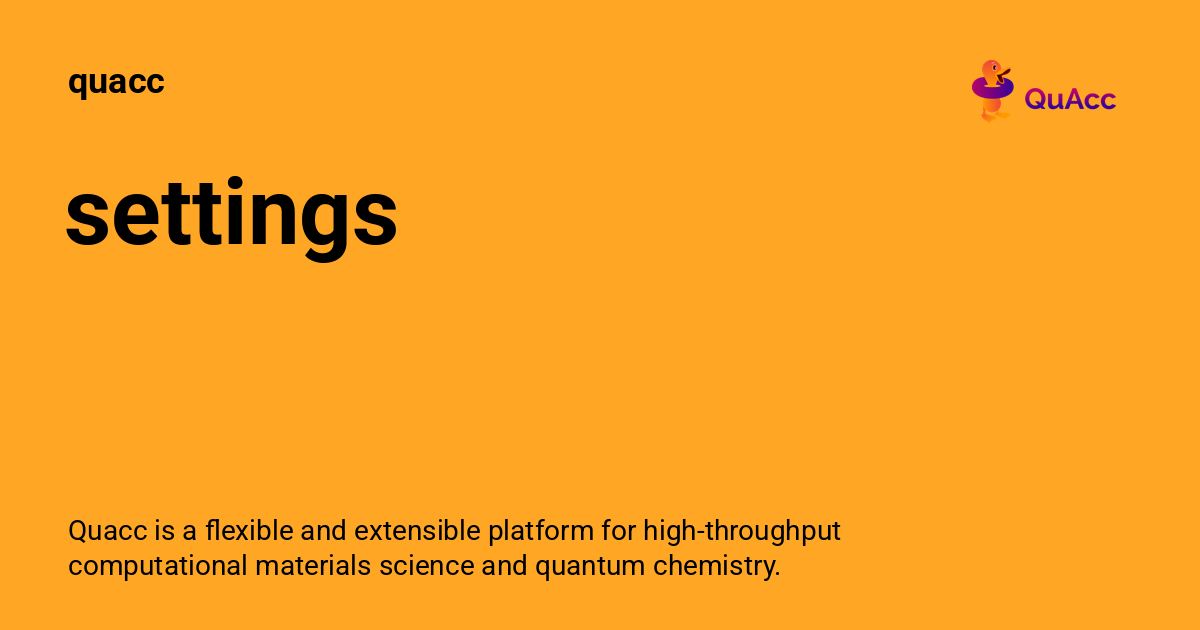 quacc
QuAcc
settings
Quacc is a flexible and extensible platform for high-throughput
computational materials science and quantum chemistry.